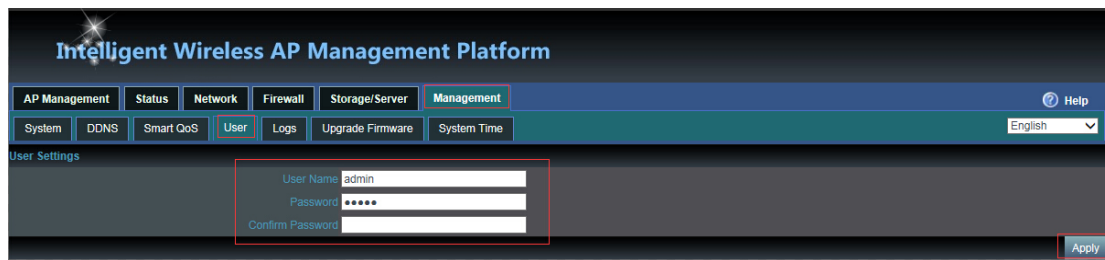 Intelligent Wireless AP Management Platform
AP Management Status Network Firewall Storage/Server Management Help
System DDNS Smart QoS User Logs Upgrade Firmware System Time English
User Settings
User Name admin
Password •••••
Confirm Password
Apply